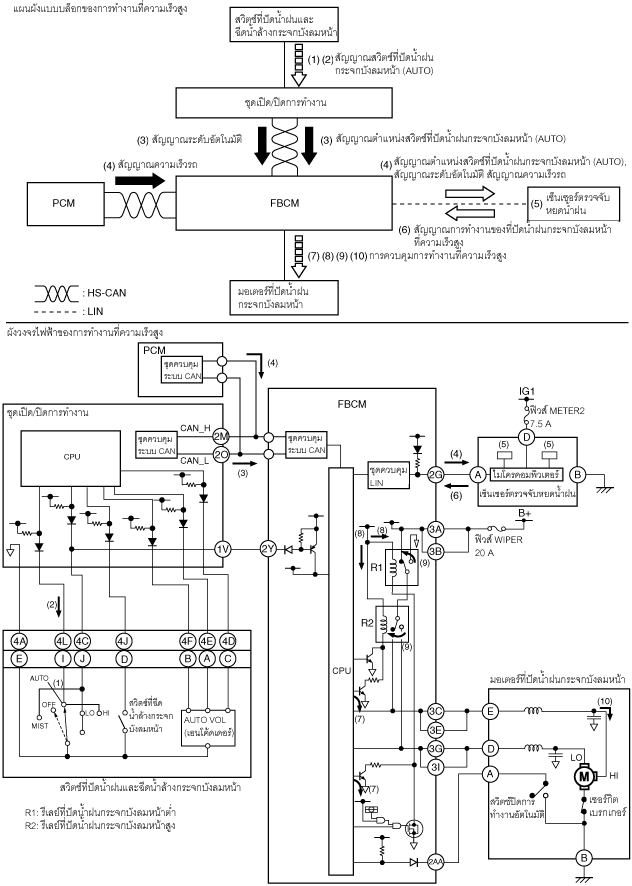 แผนผังแบบบล็อกของการทำงานที่ความเร็วสูง
สวิตช์ที่ปัดน้ำฝนและ
ฉีดน้ำล้างกระจกบังลมหน้า
(1) (2) สัญญาณสวิตช์ที่ปัดน้ำฝน
กระจกบังลมหน้า (AUTO)
ชุดเปิด/ปิดการทำงาน
(3) สัญญาณระดับอัตโนมัติ
(3) สัญญาณตำแหน่งสวิตช์ที่ปัดน้ำฝนกระจกบังลมหน้า (AUTO)
(4) สัญญาณความเร็วรถ
(4) สัญญาณตำแหน่งสวิตช์ที่ปัดน้ำฝนกระจกบังลมหน้า (AUTO),
สัญญาณระดับอัตโนมัติ สัญญาณความเร็วรถ
PCM
FBCM
(5) เซ็นเซอร์ตรวจจับ
หยดน้ำฝน
(6) สัญญาณการทำงานของที่ปัดน้ำฝนกระจกบังลมหน้า
ที่ความเร็วสูง
(7) (8) (9) (10) การควบคุมการทำงานที่ความเร็วสูง
มอเตอร์ที่ปัดน้ำฝน
กระจกบังลมหน้า
: HS-CAN
: LIN
ผังวงจรไฟฟ้าของการทำงานที่ความเร็วสูง
PCM
ชุดควบคุม
ระบบ CAN
(4)
ชุดเปิด/ปิดการทำงาน
CPU
ชุดควบคุม
ระบบ CAN
CAN_H
2M
2O
CAN_L
(3)
FBCM
ชุดควบคุม
ระบบ CAN
ชุดควบคุม
LIN
2G
(4)
(6)
IG1
ฟิวส์ METER2
7.5 A
D
(5)
(5)
A
ไมโครคอมพิวเตอร์
B
เซ็นเซอร์ตรวจจับหยดน้ำฝน
B+
ฟิวส์ WIPER
20 A
1V
2Y
3A
3B
(8)
(8)
R1
(9)
R2
(9)
CPU
(7)
(7)
(2)
4A
4L
4C
4J
4F
4E
4D
E
I
J
D
B
A
C
AUTO
(1)
OFF
MIST
LO
HI
สวิตช์ที่ฉีด
น้ำล้างกระจก
บังลมหน้า
AUTO VOL
(เอนโค้ดเดอร์)
สวิตช์ที่ปัดน้ำฝนและฉีดน้ำล้างกระจกบังลมหน้า
R1: รีเลย์ที่ปัดน้ำฝนกระจกบังลมหน้าต่ำ
R2: รีเลย์ที่ปัดน้ำฝนกระจกบังลมหน้าสูง
3C
3E
3G
3I
2AA
มอเตอร์ที่ปัดน้ำฝนกระจกบังลมหน้า
E
D
A
(10)
LO
M
HI
สวิตช์ปิดการ
ทำงานอัตโนมัติ
เซอร์กิต
เบรกเกอร์
B